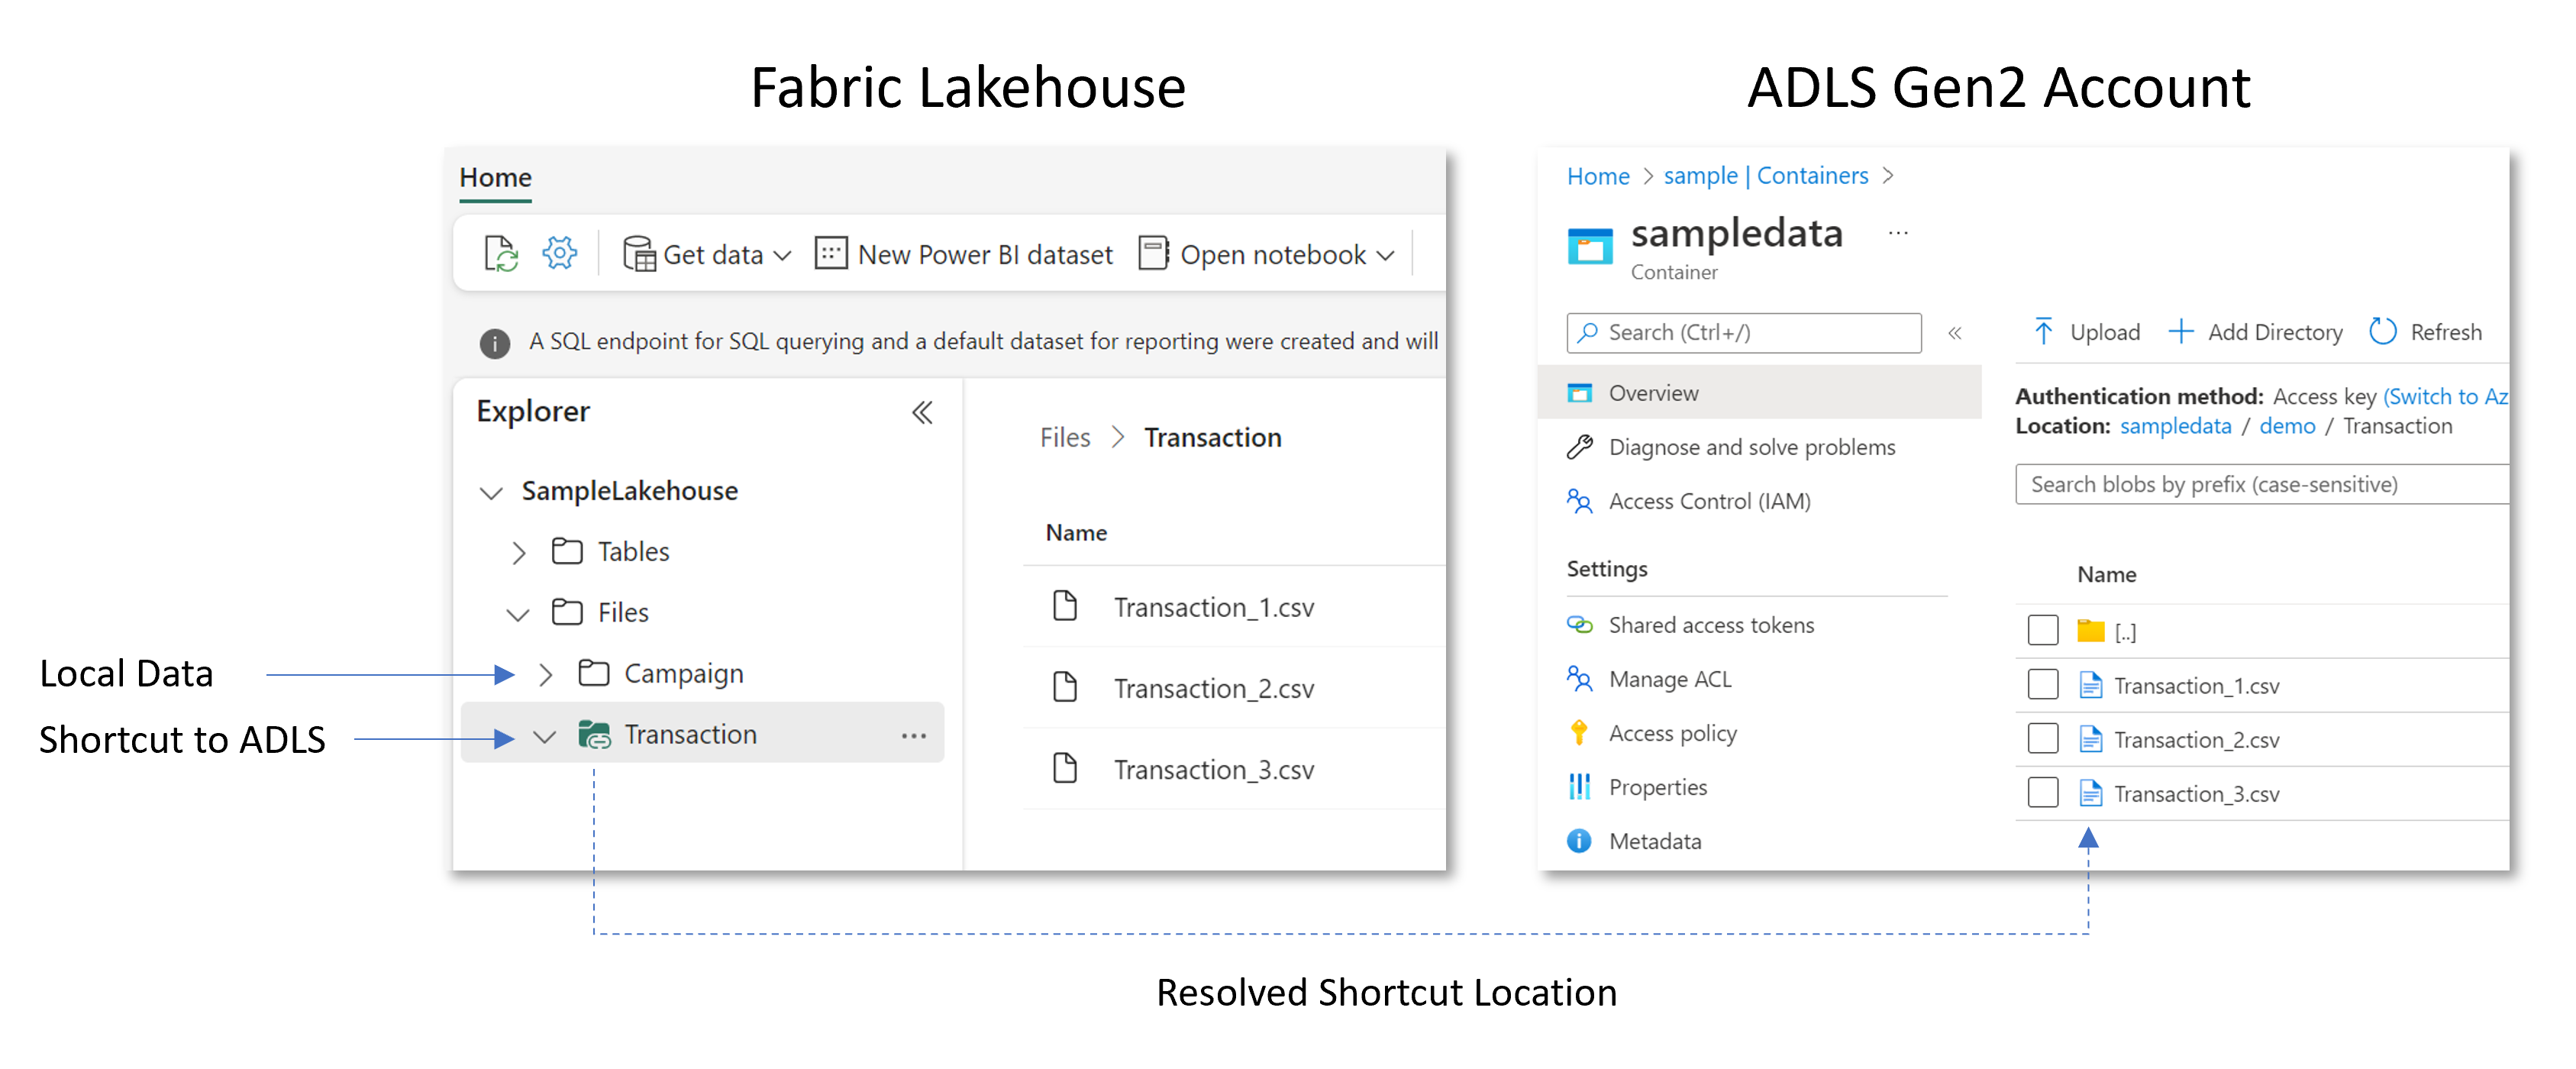 Fabric Lakehouse
ADLS Gen2 Account
Home
Get data
New Power BI dataset
Open notebook
A SQL endpoint for SQL querying and a default dataset for reporting were created and will
Explorer
SampleLakehouse
Tables
Files
Campaign
Transaction
...
Files > Transaction
Name
Transaction_1.csv
Transaction_2.csv
Transaction_3.csv
Local Data
Shortcut to ADLS
Home > sample | Containers >
sampledata ...
Container
Search (Ctrl+/)
«
Overview
Diagnose and solve problems
Access Control (IAM)
Settings
Shared access tokens
Manage ACL
Access policy
Properties
Metadata
Upload
Add Directory
Refresh
Authentication method: Access key (Switch to Az
Location: sampledata / demo / Transaction
Search blobs by prefix (case-sensitive)
Name
[..]
Transaction_1.csv
Transaction_2.csv
Transaction_3.csv
Resolved Shortcut Location